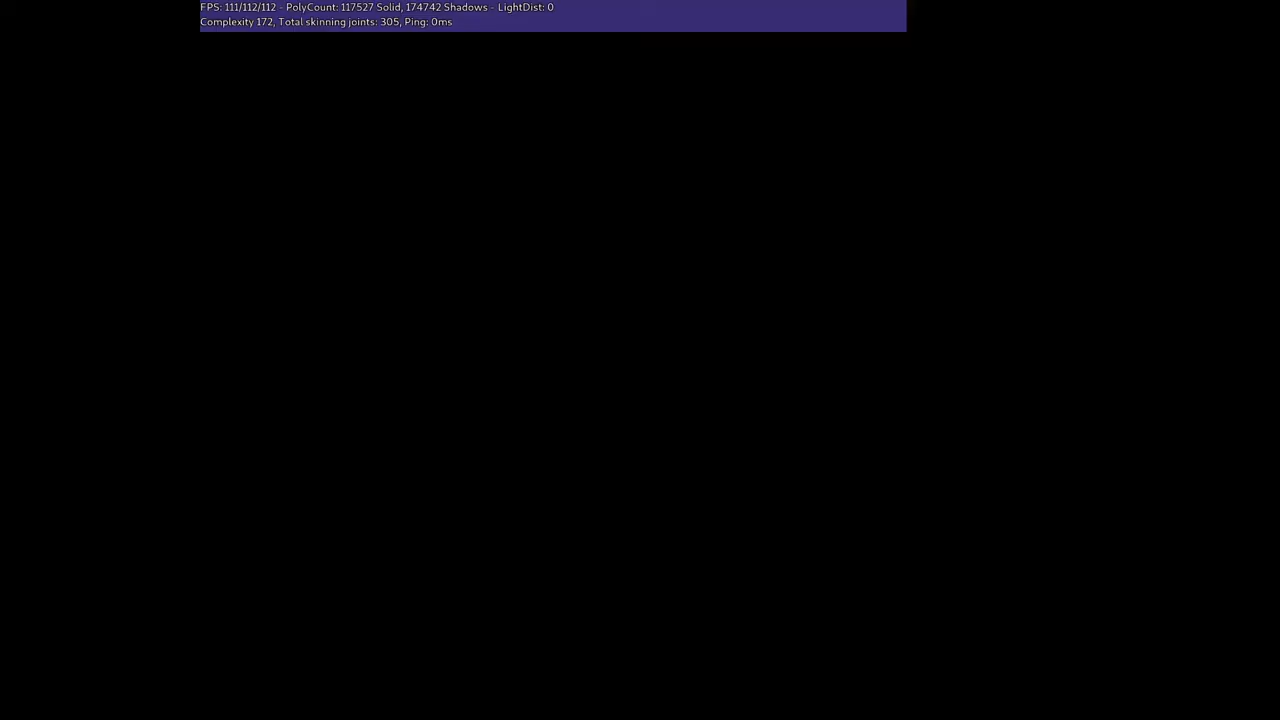 FPS: 111/112/112 - PolyCount: 117527 Solid, 174742 Shadows - LightDist: 0
Complexity 172, Total skinning joints: 305, Ping: 0ms